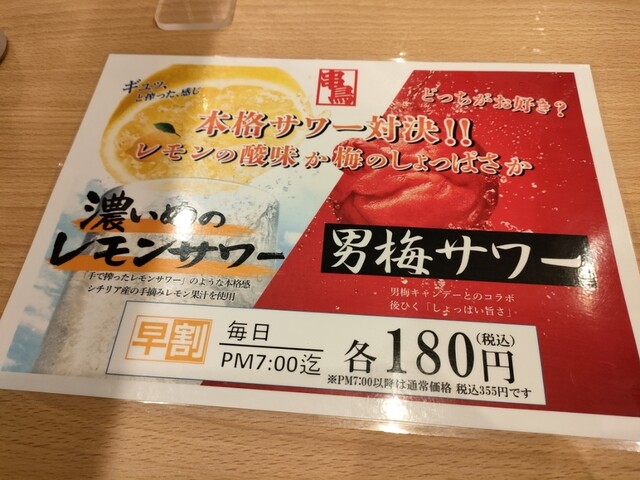 ギュッ、
と搾った、感じ
串鳥
どっちがお好き?
本格サワー対決!!
レモンの酸味か梅のしょっぱさか
濃いめの
レモンサワー
「手で搾ったレモンサワー」のような本格感
シチリア産の手摘みレモン果汁を使用
男梅サワー
男梅キャンデーとのコラボ
後ひく「しょっぱい旨さ」
早割
毎日
PM7:00迄
各180円
(税込)
※PM7:00以降は通常価格 税込355円です